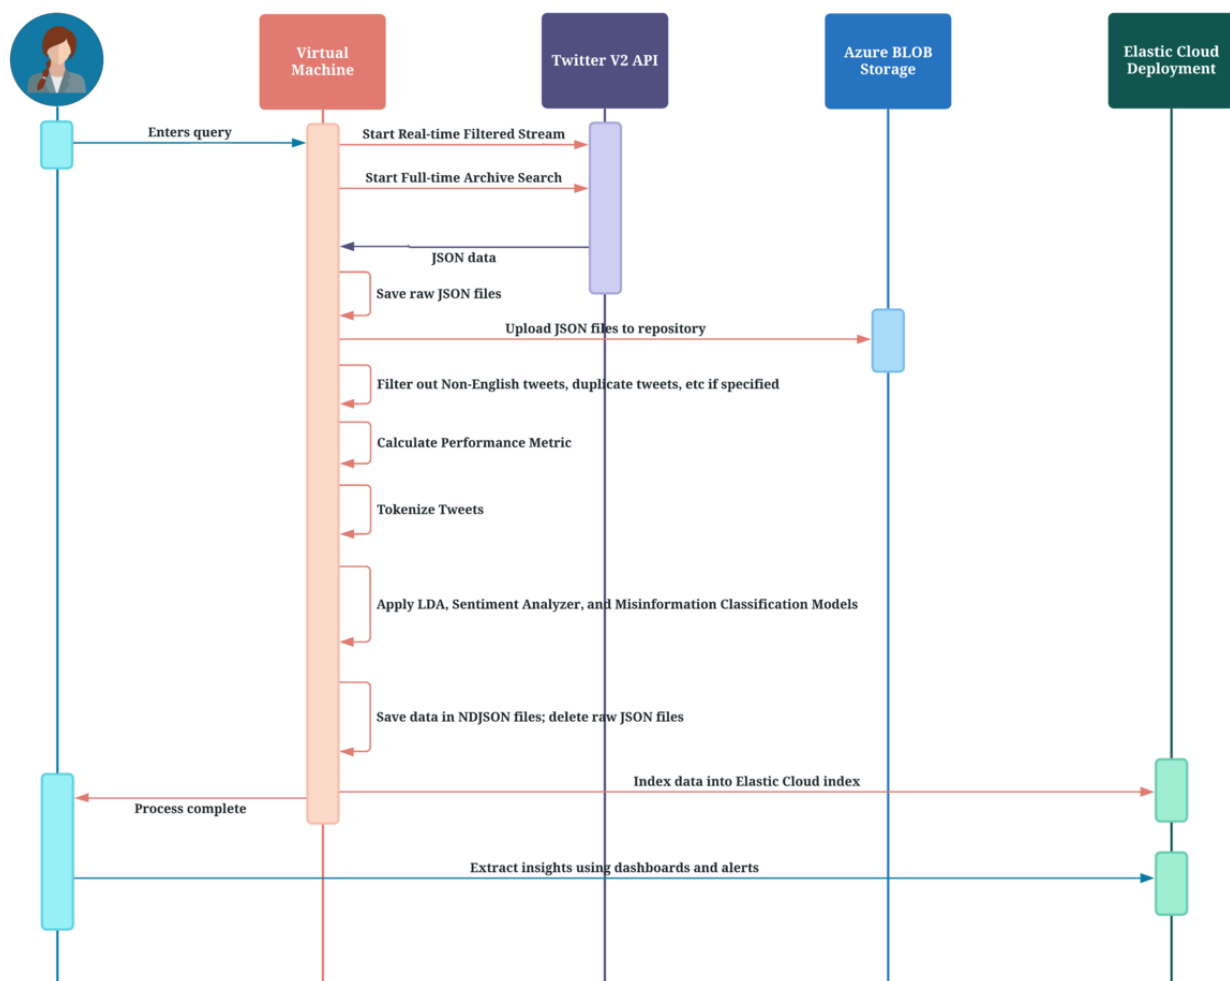 Virtual
Machine
Twitter V2 API
Azure BLOB
Storage
Elastic Cloud
Deployment
Enters query
Start Real-time Filtered Stream
Start Full-time Archive Search
JSON data
Save raw JSON files
Upload JSON files to repository
Filter out Non-English tweets, duplicate tweets, etc if specified
Calculate Performance Metric
Tokenize Tweets
Apply LDA, Sentiment Analyzer, and Misinformation Classification Models
Save data in NDJSON files; delete raw JSON files
Index data into Elastic Cloud index
Process complete
Extract insights using dashboards and alerts